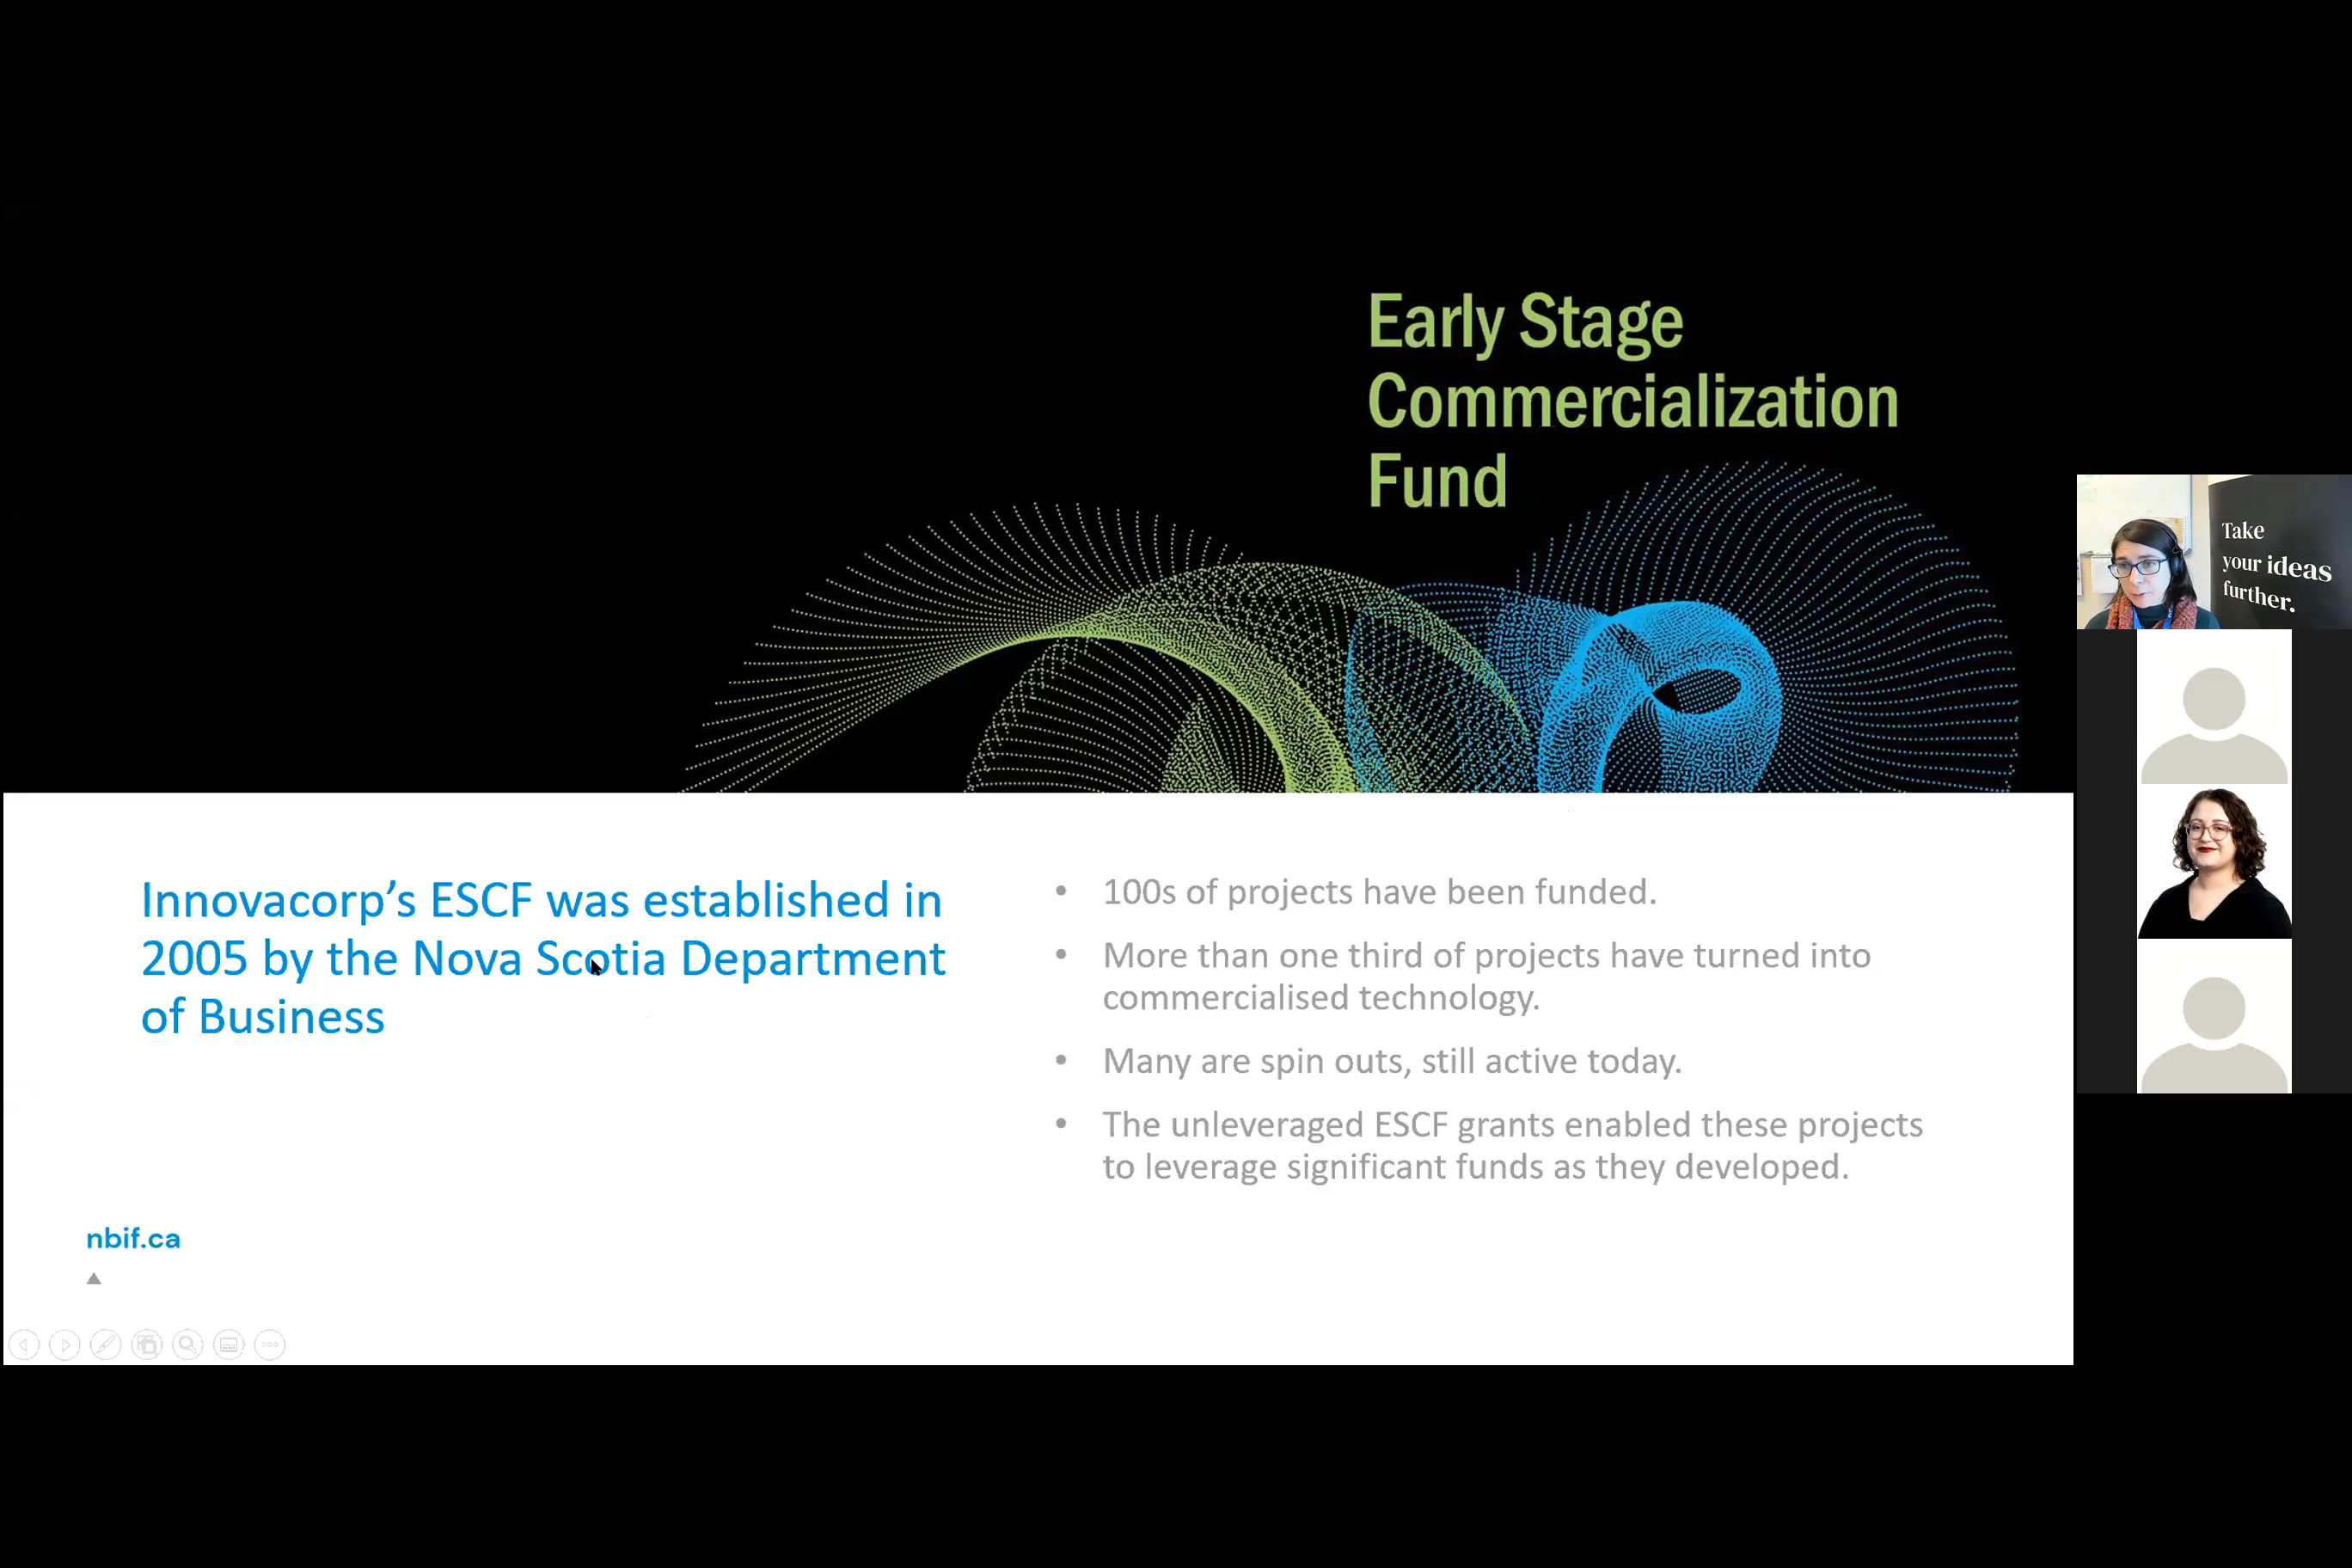 Early Stage
Commercialization
Fund
Take
your ideas
further.
Innovacorp’s ESCF was established in
2005 by the Nova Scotia Department
of Business
• 100s of projects have been funded.
• More than one third of projects have turned into
commercialised technology.
• Many are spin outs, still active today.
• The unleveraged ESCF grants enabled these projects
to leverage significant funds as they developed.
nbif.ca